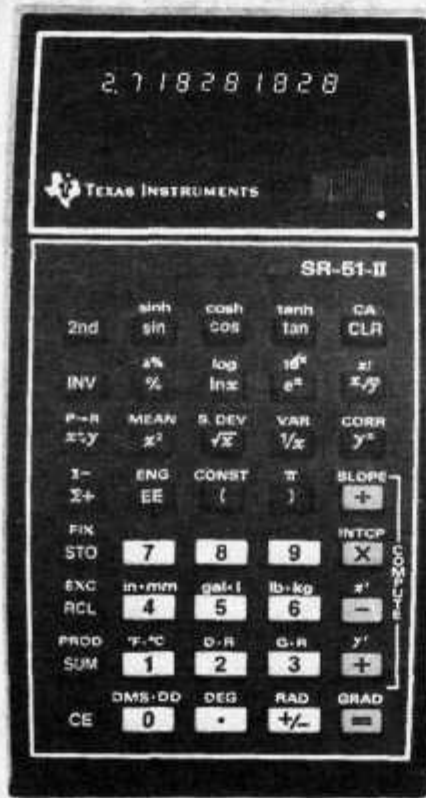 2.718281828
TEXAS INSTRUMENTS
SR-51-II
sinh cosh tanh CA
2nd sin cos tan CLR
Δ% log 10ˣ x!
INV % lnx eˣ ˣ√y
P→R MEAN S. DEV VAR CORR
x:y x² √x 1/x yˣ
Σ− ENG CONST π SLOPE
Σ+ EE ( ) ÷
FIX INTCP
STO 7 8 9 X
EXC in·mm gal·l lb·kg x'
RCL 4 5 6 −
PROD °F·°C D·R G·R y'
SUM 1 2 3 +
DMS·DD DEG RAD GRAD
CE 0 . +/− =
COMPUTE